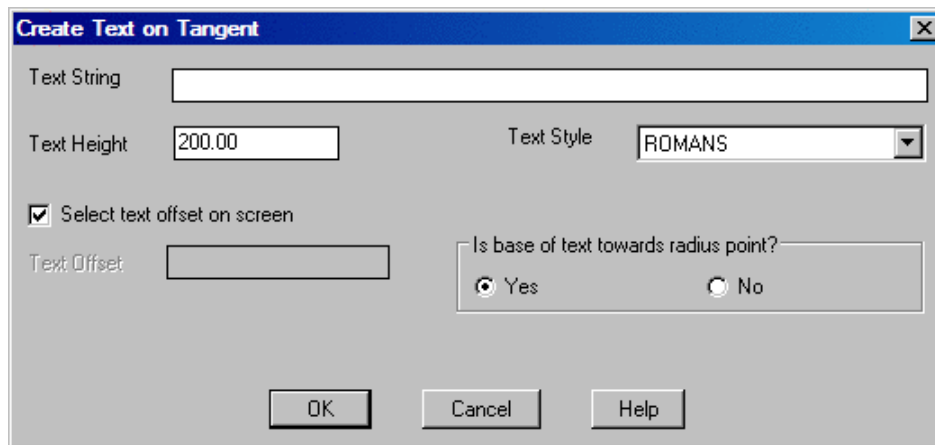 Create Text on Tangent
Text String
Text Height 200.00 Text Style ROMANS
Select text offset on screen
Text Offset
Is base of text towards radius point?
Yes No
OK Cancel Help